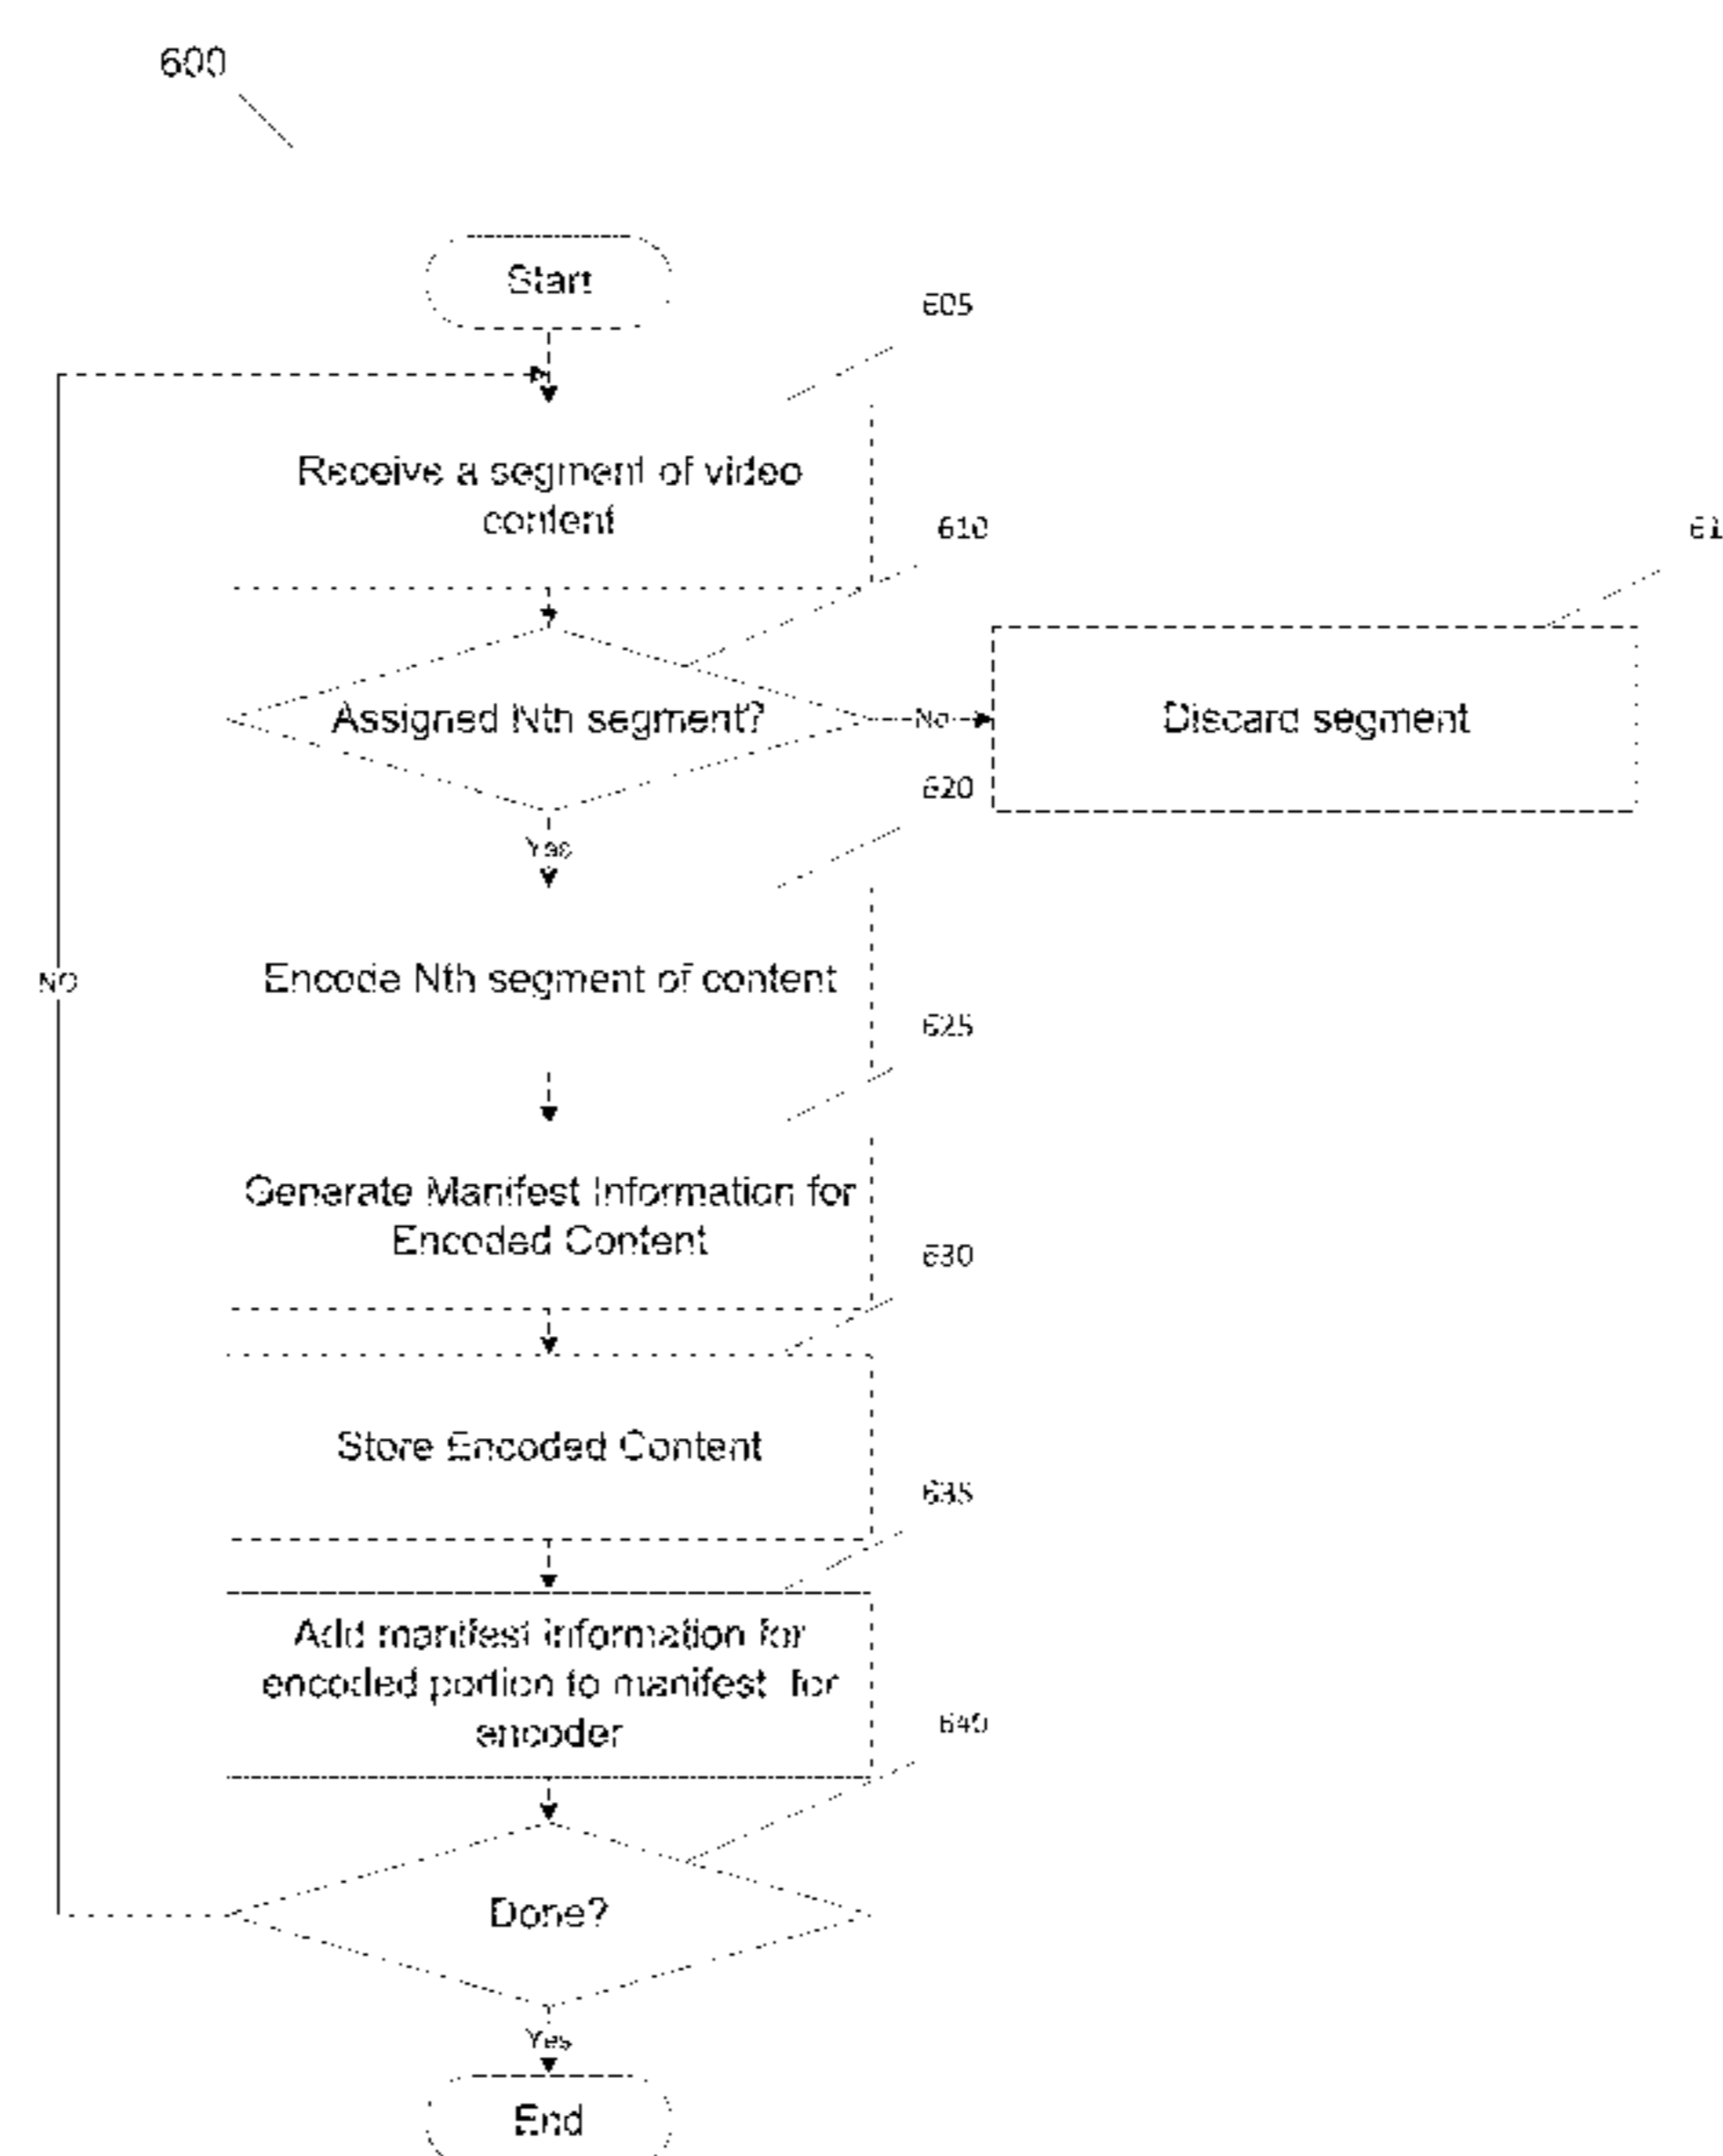 600
Start
605
Receive a segment of video
content
610
61
Assigned Nth segment?
No
Discard segment
620
Yes
Encode Nth segment of content
NO
625
Generate Manifest Information for
Encoded Content
630
Store Encoded Content
635
Add manifest information for
encoded portion to manifest for
encoder
640
Done?
Yes
End